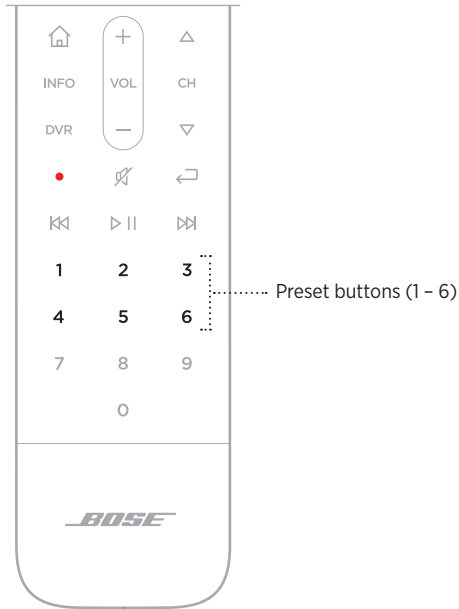 INFO VOL CH
DVR
1 2 3
Preset buttons (1 – 6)
4 5 6
7 8 9
0
BOSE